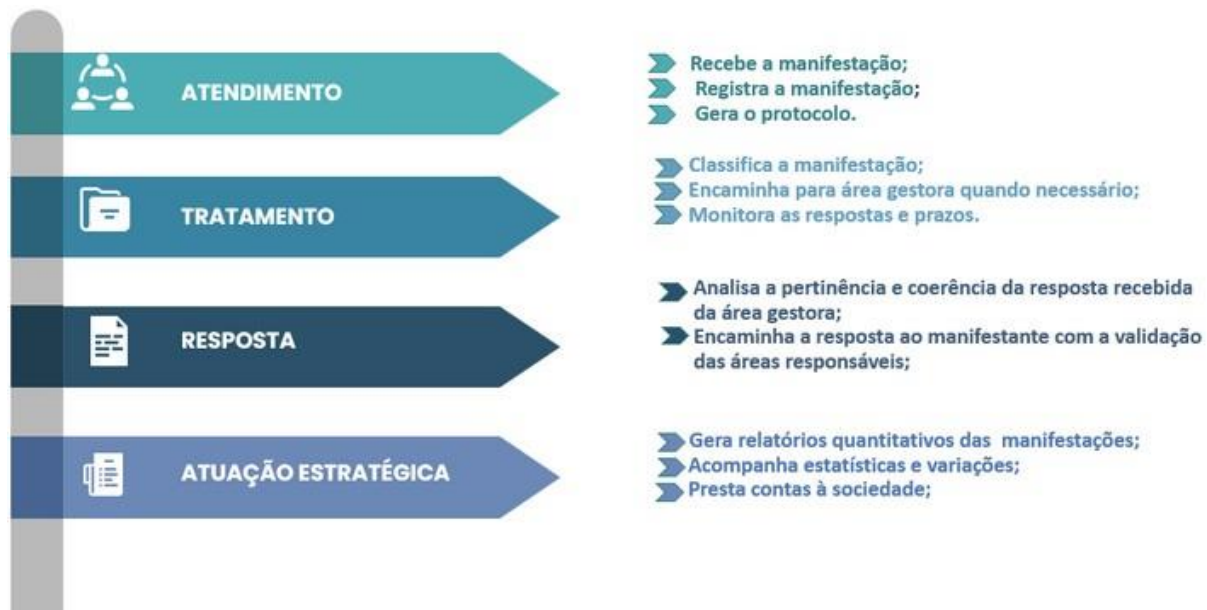 ATENDIMENTO
Recebe a manifestação;
Registra a manifestação;
Gera o protocolo.
TRATAMENTO
Classifica a manifestação;
Encaminha para área gestora quando necessário;
Monitora as respostas e prazos.
RESPOSTA
Analisa a pertinência e coerência da resposta recebida
da área gestora;
Encaminha a resposta ao manifestante com a validação
das áreas responsáveis;
ATUAÇÃO ESTRATÉGICA
Gera relatórios quantitativos das manifestações;
Acompanha estatísticas e variações;
Presta contas à sociedade;